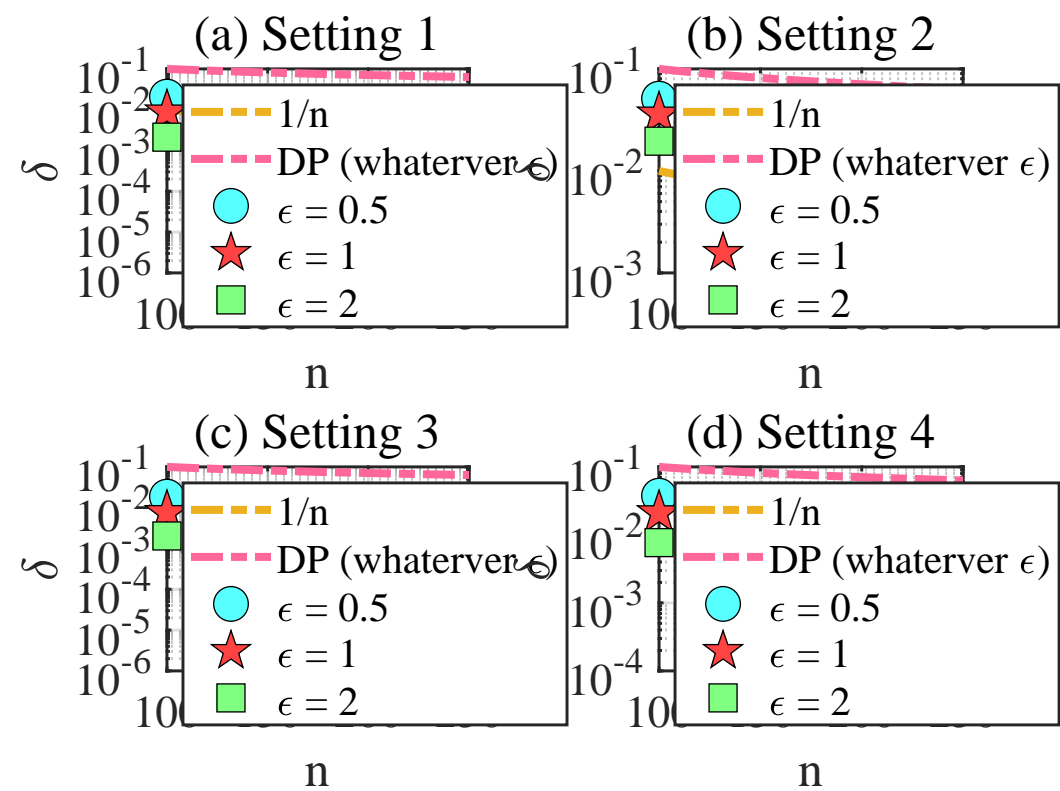 (a) Setting 1
10-1
10-2
10-3
10-4
10-5
10-6
δ
1/n
DP (whaterver ϵ)
ϵ = 0.5
ϵ = 1
ϵ = 2
n
(b) Setting 2
10-1
10-2
10-3
δ
1/n
DP (whaterver ϵ)
ϵ = 0.5
ϵ = 1
ϵ = 2
n
(c) Setting 3
10-1
10-2
10-3
10-4
10-5
10-6
δ
1/n
DP (whaterver ϵ)
ϵ = 0.5
ϵ = 1
ϵ = 2
n
(d) Setting 4
10-1
10-2
10-3
10-4
δ
1/n
DP (whaterver ϵ)
ϵ = 0.5
ϵ = 1
ϵ = 2
n